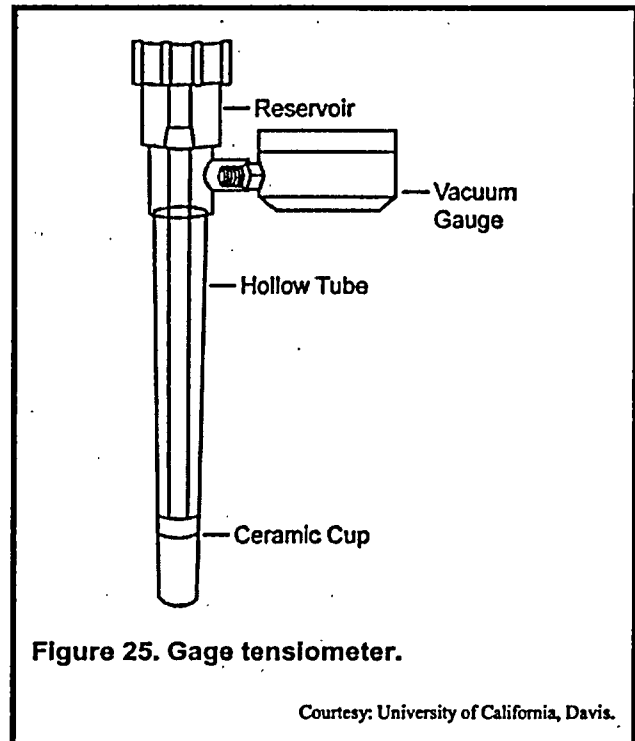 Reservoir
Vacuum
Gauge
Hollow Tube
Ceramic Cup
Figure 25. Gage tensiometer.
Courtesy: University of California, Davis.